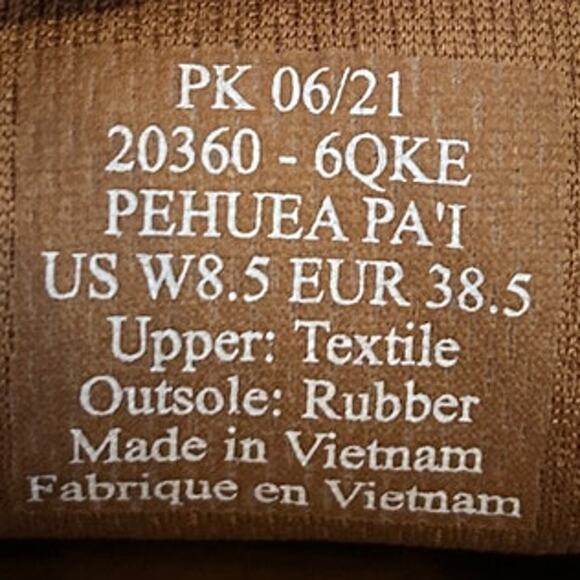 PK 06/21
20360 - 6QKE
PEHUEA PA'I
US W8.5 EUR 38.5
Upper: Textile
Outsole: Rubber
Made in Vietnam
Fabrique en Vietnam